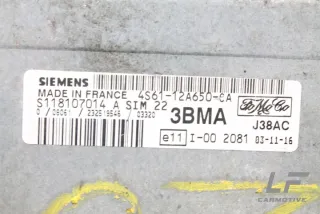 SIEMENS
MADE IN FRANCE 4S61-12A650-CA
S118107014 A SIM 22
3BMA
FoMoCo
J38AC
e11 I-00 2081 03-11-16
LF
CARMOTIVE